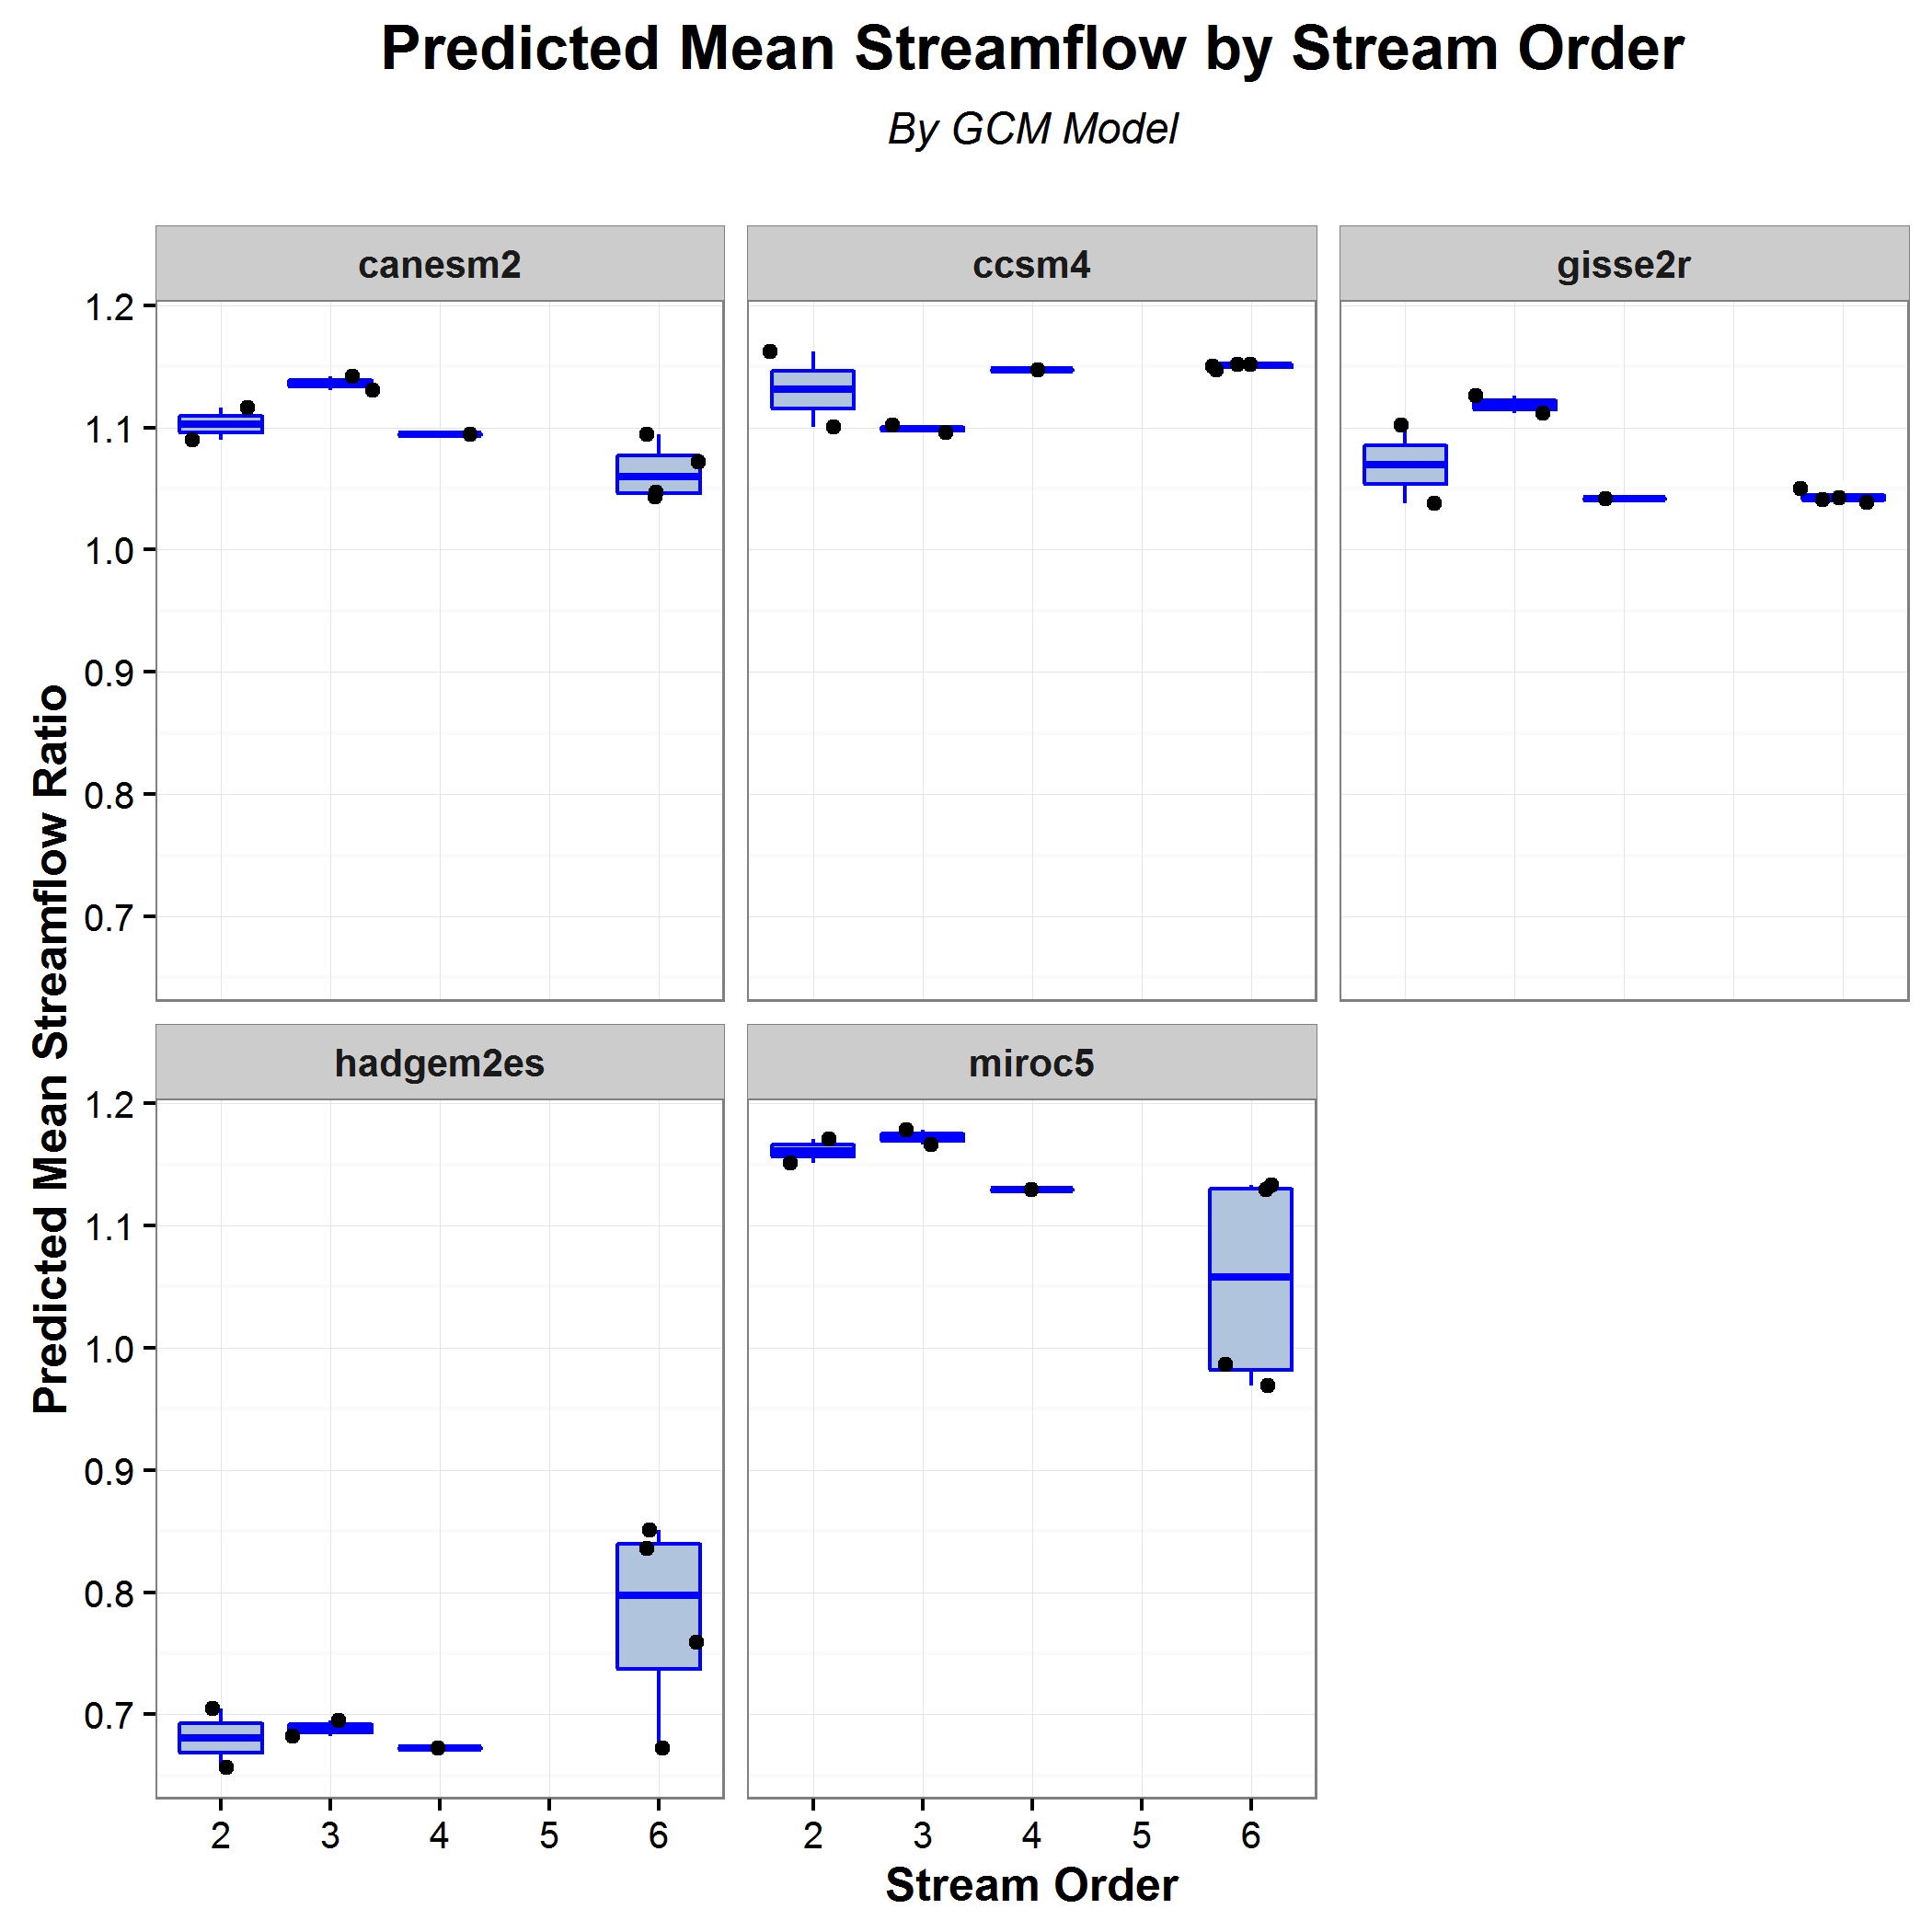 Predicted Mean Streamflow by Stream Order
By GCM Model
canesm2
ccsm4
gisse2r
1.2
1.1
1.0
0.9
0.8
0.7
Predicted Mean Streamflow Ratio
hadgem2es
miroc5
1.2
1.1
1.0
0.9
0.8
0.7
2 3 4 5 6
2 3 4 5 6
Stream Order